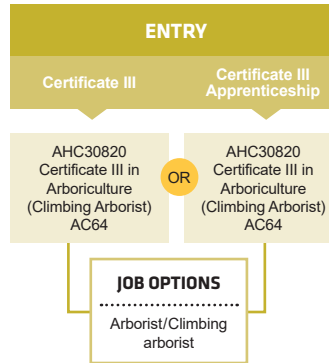 ENTRY
Certificate III
Certificate III
Apprenticeship
AHC30820
Certificate III in
Arboriculture
(Climbing Arborist)
AC64
OR
AHC30820
Certificate III in
Arboriculture
(Climbing Arborist)
AC64
JOB OPTIONS
Arborist/Climbing
arborist